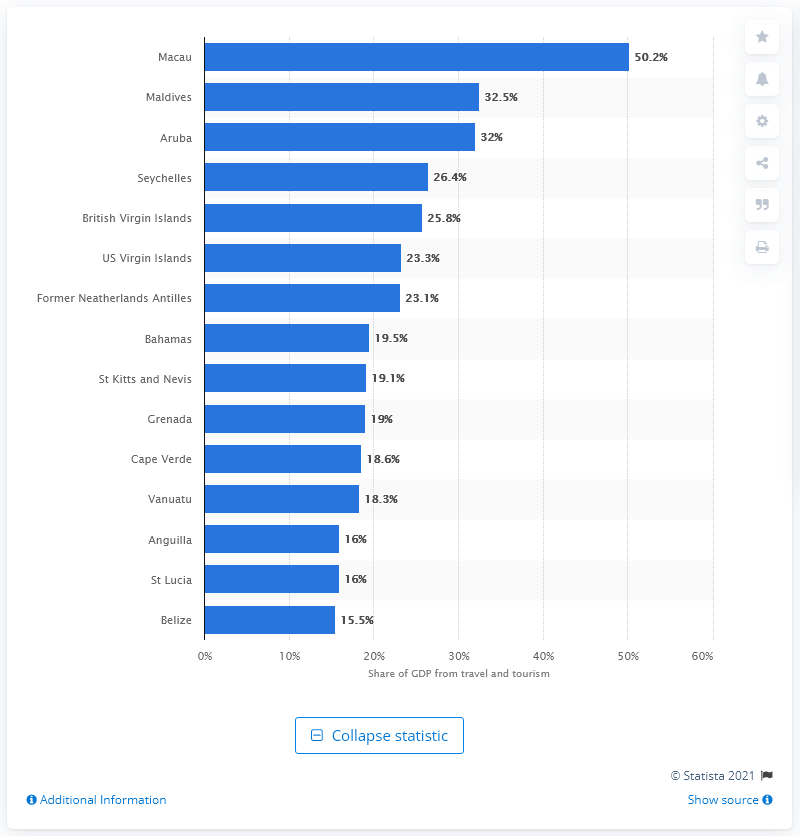 Macau 50.2%
Maldives 32.5%
Aruba 32%
Seychelles 26.4%
British Virgin Islands 25.8%
US Virgin Islands 23.3%
Former Neatherlands Antilles 23.1%
Bahamas 19.5%
St Kitts and Nevis 19.1%
Grenada 19%
Cape Verde 18.6%
Vanuatu 18.3%
Anguilla 16%
St Lucia 16%
Belize 15.5%
0% 10% 20% 30% 40% 50% 60%
Share of GDP from travel and tourism
Collapse statistic
© Statista 2021
Additional Information Show source